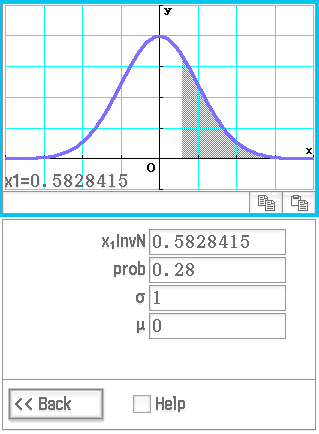 y
x
O
x1=0.5828415
x₁InvN 0.5828415
prob 0.28
σ 1
μ 0
<< Back Help